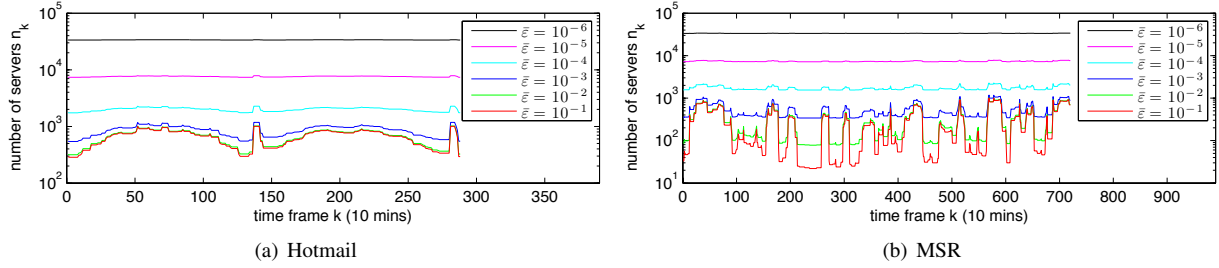 number of servers n_k
10^5
10^4
10^3
10^2
0 50 100 150 200 250 300 350
time frame k (10 mins)
ε̄ = 10^{-6}
ε̄ = 10^{-5}
ε̄ = 10^{-4}
ε̄ = 10^{-3}
ε̄ = 10^{-2}
ε̄ = 10^{-1}
(a) Hotmail
number of servers n_k
10^5
10^4
10^3
10^2
10^1
0 100 200 300 400 500 600 700 800 900
time frame k (10 mins)
ε̄ = 10^{-6}
ε̄ = 10^{-5}
ε̄ = 10^{-4}
ε̄ = 10^{-3}
ε̄ = 10^{-2}
ε̄ = 10^{-1}
(b) MSR